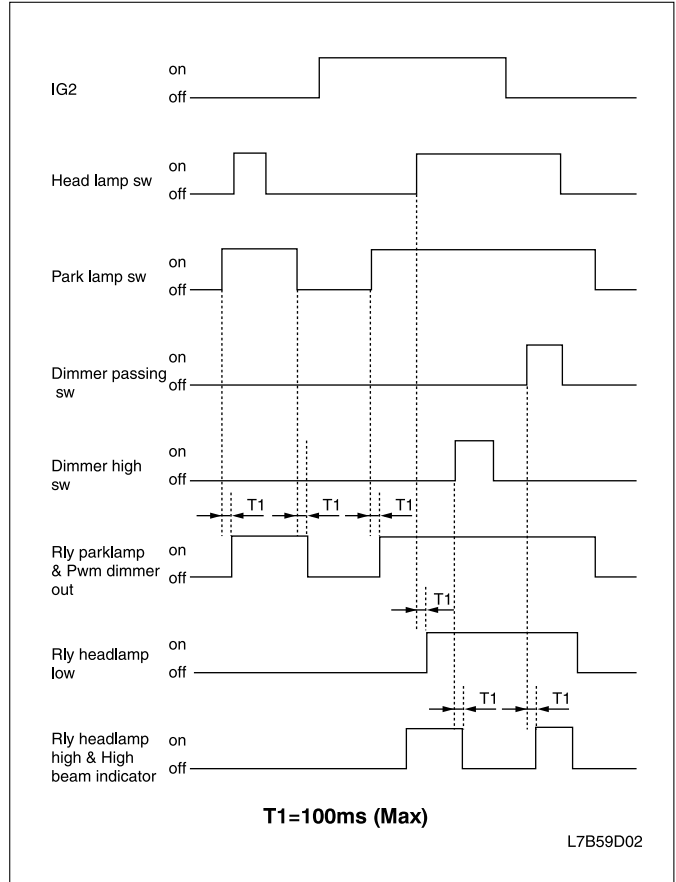 on
IG2
off
on
Head lamp sw
off
on
Park lamp sw
off
on
Dimmer passing
sw
off
on
Dimmer high
sw
off
T1
T1
T1
on
Rly parklamp
& Pwm dimmer
out
off
T1
on
Rly headlamp
low
off
T1
T1
on
Rly headlamp
high & High
beam indicator
off
T1=100ms (Max)
L7B59D02